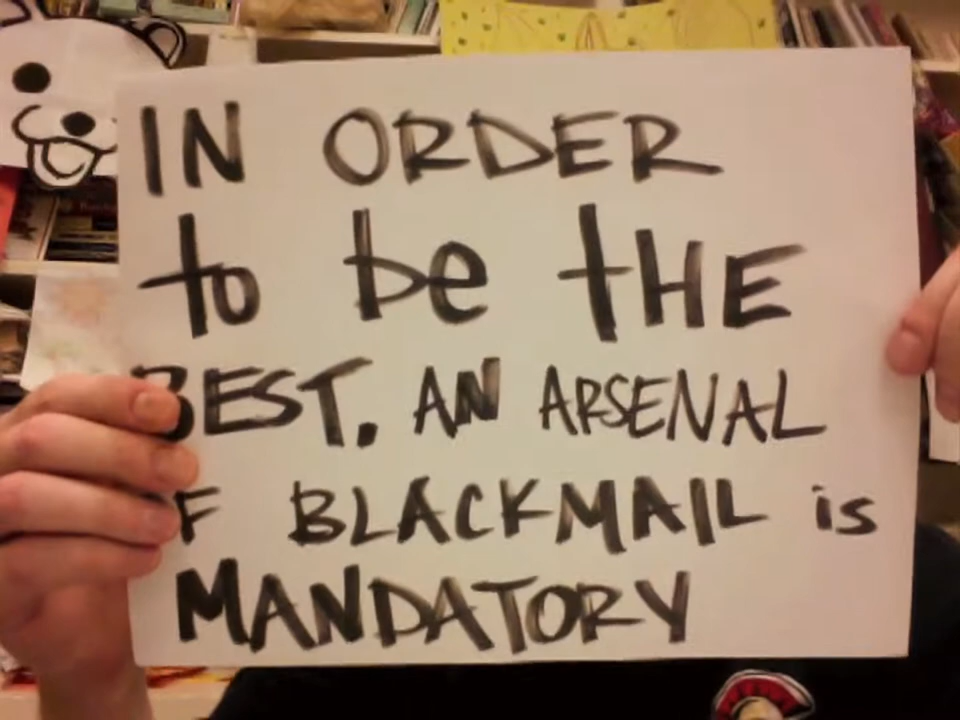 IN ORDER
to be tHE
BEST. AN ARSENAL
F BLACKMAIL is
MANDATORY